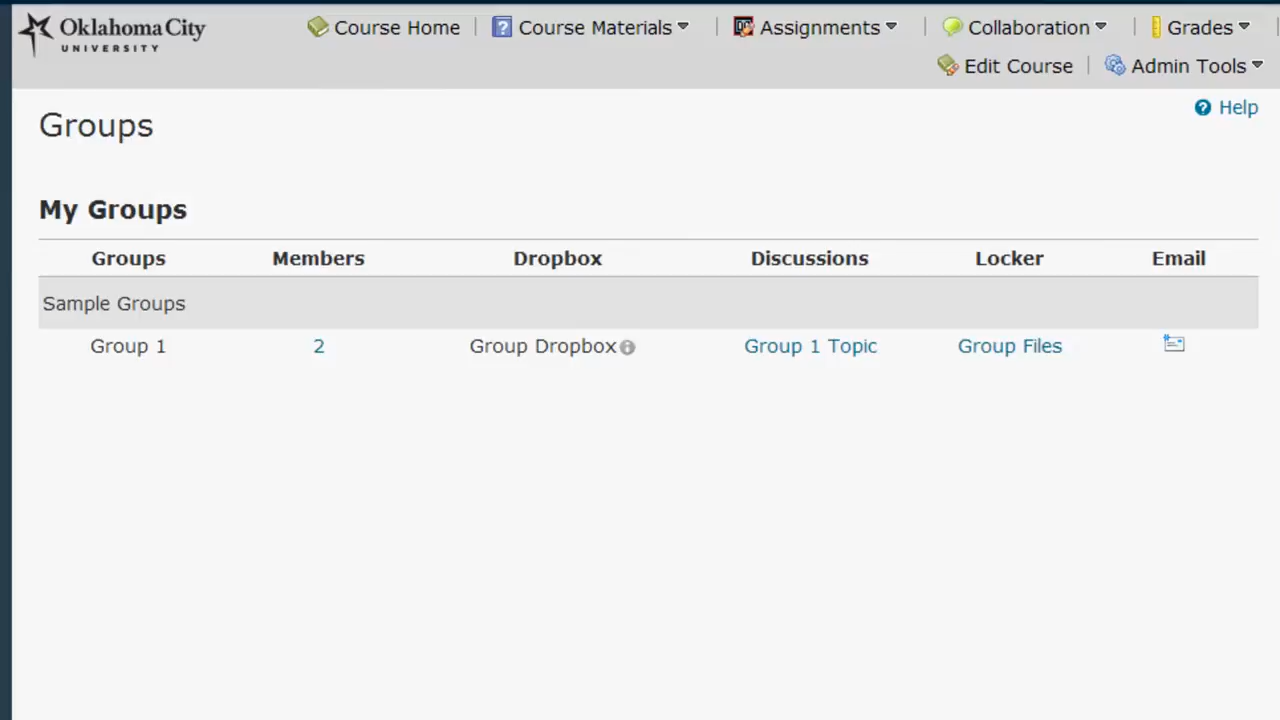 Oklahoma City
UNIVERSITY
Course Home
Course Materials
Assignments
Collaboration
Grades
Edit Course
Admin Tools
Help
Groups
My Groups
Groups Members Dropbox Discussions Locker Email
Sample Groups
Group 1 2 Group Dropbox Group 1 Topic Group Files